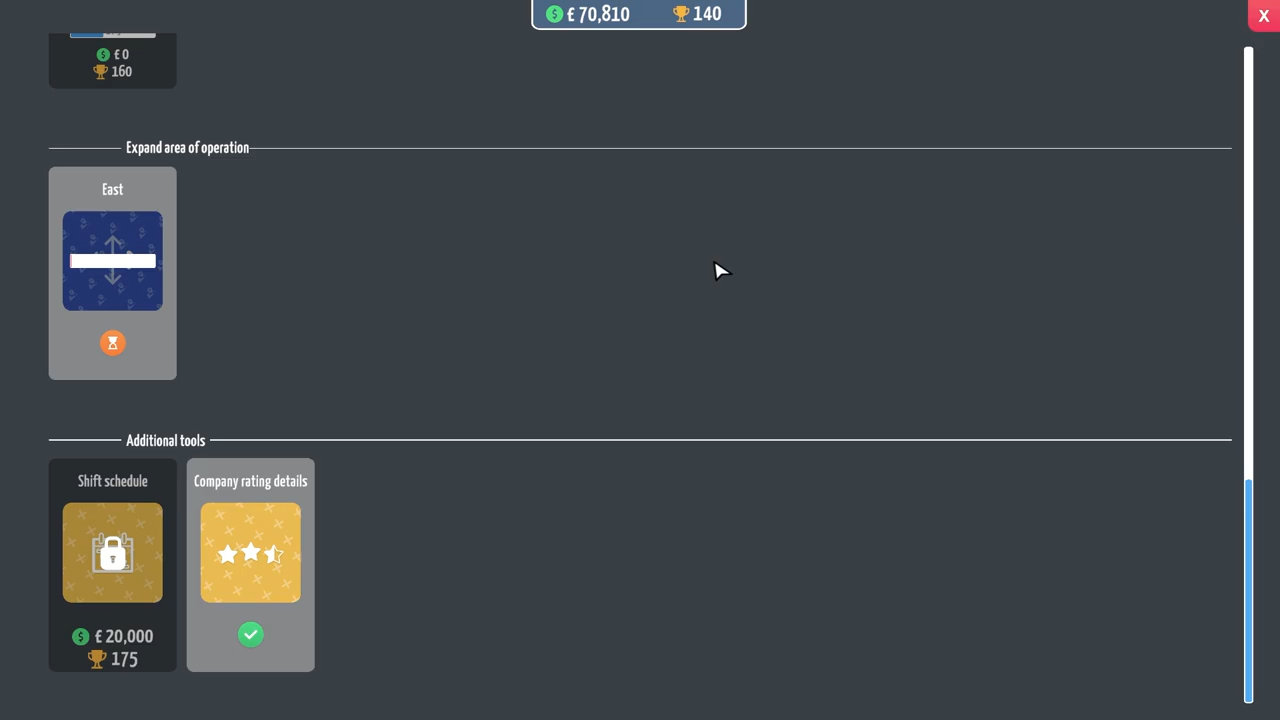 £ 70,810
140
X
£ 0
160
Expand area of operation
East
Additional tools
Shift schedule
Company rating details
£ 20,000
175